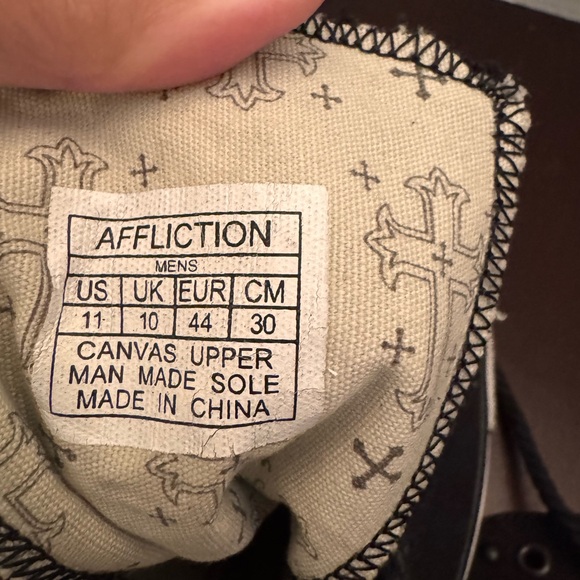 AFFLICTION
MENS
US UK EUR CM
11 10 44 30
CANVAS UPPER
MAN MADE SOLE
MADE IN CHINA